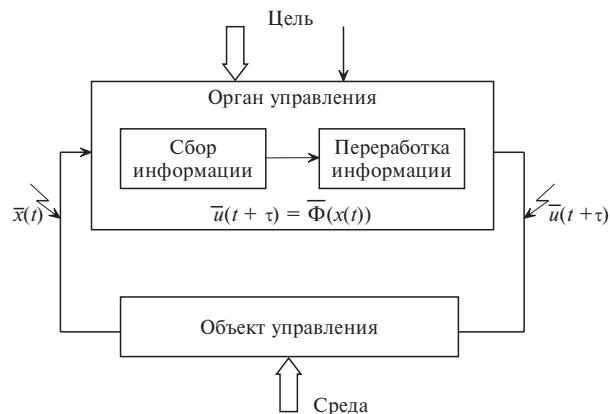 Цель
Орган управления
Сбор
информации
Переработка
информации
x̅(t)
u̅(t + τ) = Φ̅(x(t))
u̅(t + τ)
Объект управления
Среда